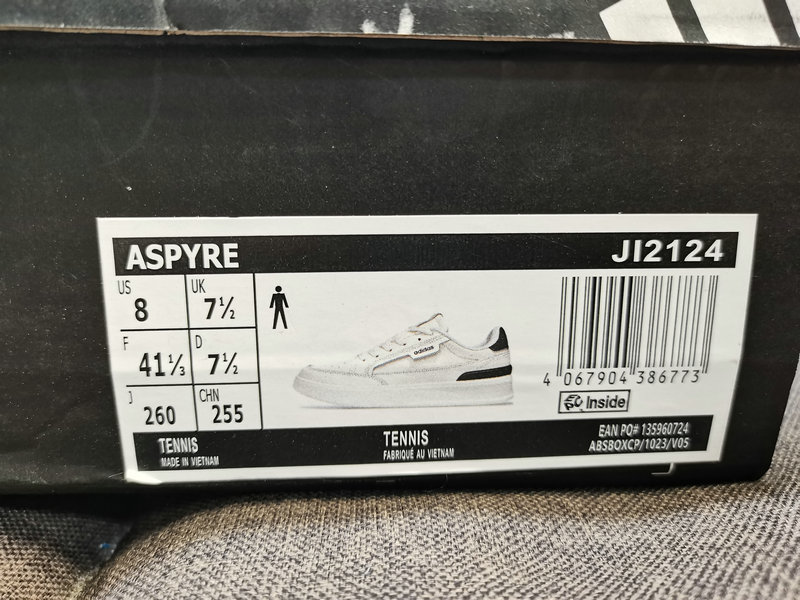 ASPYRE JI2124
US 8 UK 7½
F 41⅓ D 7½
J 260 CHN 255
adidas
4 067904 386773
Inside
TENNIS
MADE IN VIETNAM
TENNIS
FABRIQUÉ AU VIETNAM
EAN PO# 135960724
ABSBOXCP/1023/V05